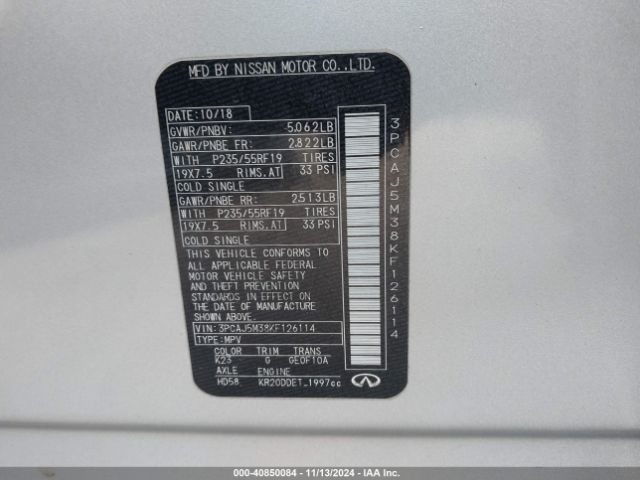 MFD BY NISSAN MOTOR CO.,LTD.
DATE:10/18
GVWR/PNBV: 5,062LB
GAWR/PNBE FR: 2,822LB
WITH P235/55RF19 TIRES
19X7.5 RIMS.AT 33 PSI
COLD SINGLE
GAWR/PNBE RR: 2513LB
WITH P235/55RF19 TIRES
19X7.5 RIMS.AT 33 PSI
COLD SINGLE
THIS VEHICLE CONFORMS TO
ALL APPLICABLE FEDERAL
MOTOR VEHICLE SAFETY
AND THEFT PREVENTION
STANDARDS IN EFFECT ON
THE DATE OF MANUFACTURE
SHOWN ABOVE.
VIN:3PCAJ5M38KF126114
TYPE:MPV
COLOR TRIM TRANS
K23 G GE0F10A
AXLE ENGINE
HD58 KR20DDET 1997cc
3PCAJ5M38KF126114
000-40850084 - 11/13/2024 - IAA Inc.